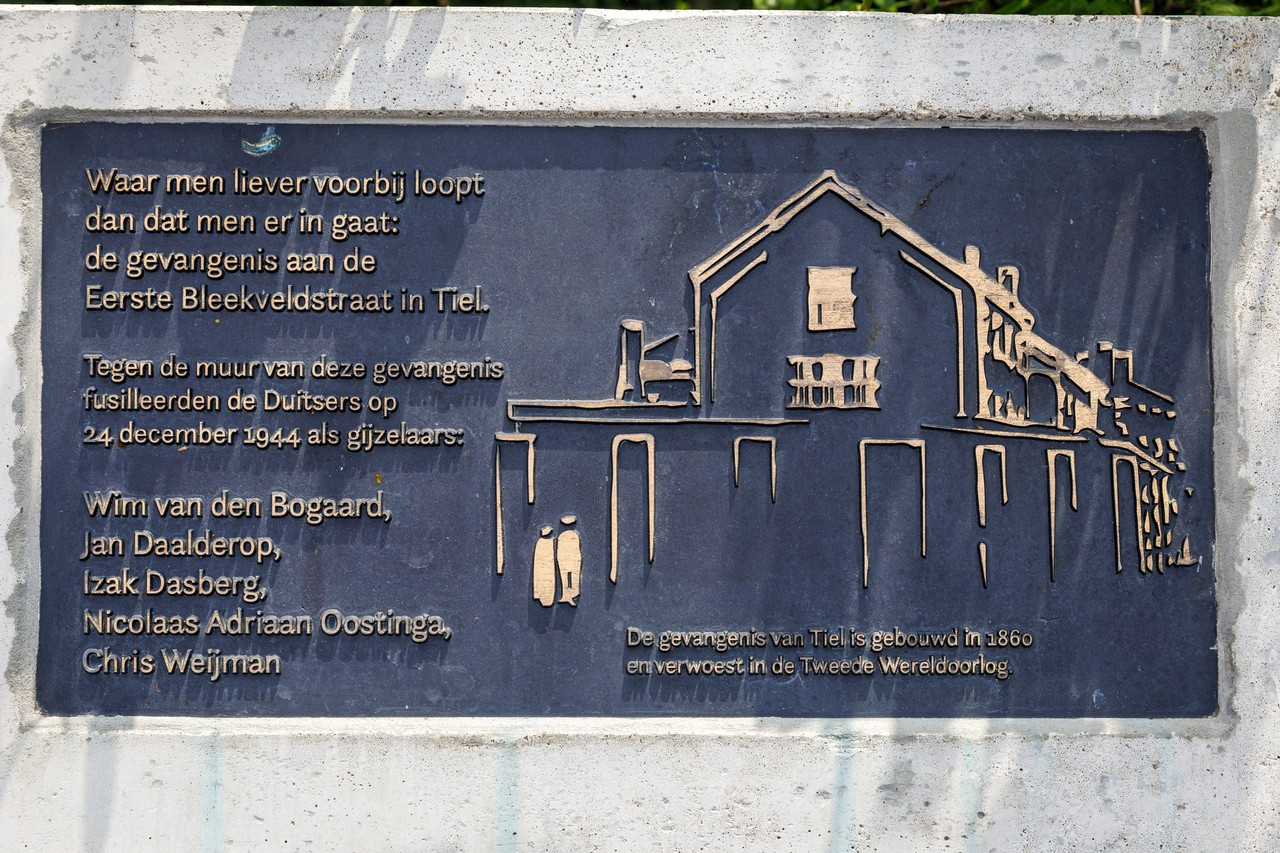 Waar men liever voorbij loopt
dan dat men er in gaat:
de gevangenis aan de
Eerste Bleekveldstraat in Tiel.
Tegen de muur van deze gevangenis
fusilleerden de Duitsers op
24 december 1944 als gijzelaars:
Wim van den Bogaard,
Jan Daalderop,
Izak Dasberg,
Nicolaas Adriaan Oostinga,
Chris Weijman
De gevangenis van Tiel is gebouwd in 1860
en verwoest in de Tweede Wereldoorlog.